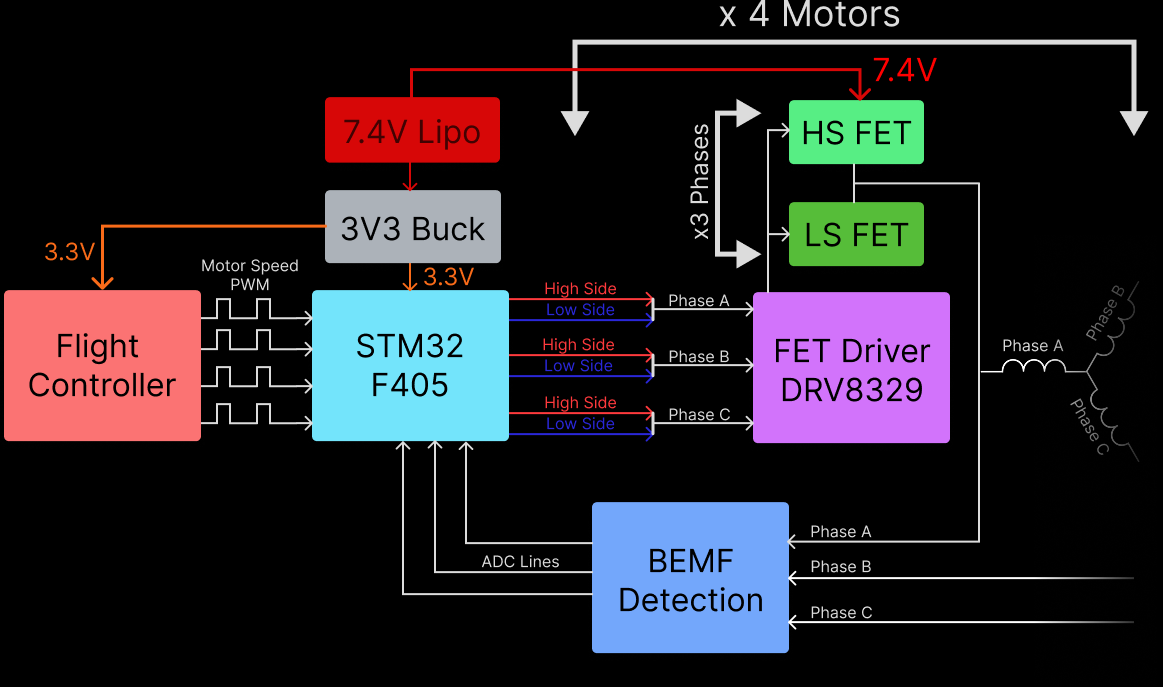 x 4 Motors
7.4V
7.4V Lipo
HS FET
x3 Phases
3V3 Buck
LS FET
3.3V
3.3V
Motor Speed
PWM
Flight
Controller
STM32
F405
High Side
Low Side
Phase A
High Side
Low Side
Phase B
High Side
Low Side
Phase C
FET Driver
DRV8329
Phase A
Phase B
Phase C
ADC Lines
BEMF
Detection
Phase A
Phase B
Phase C